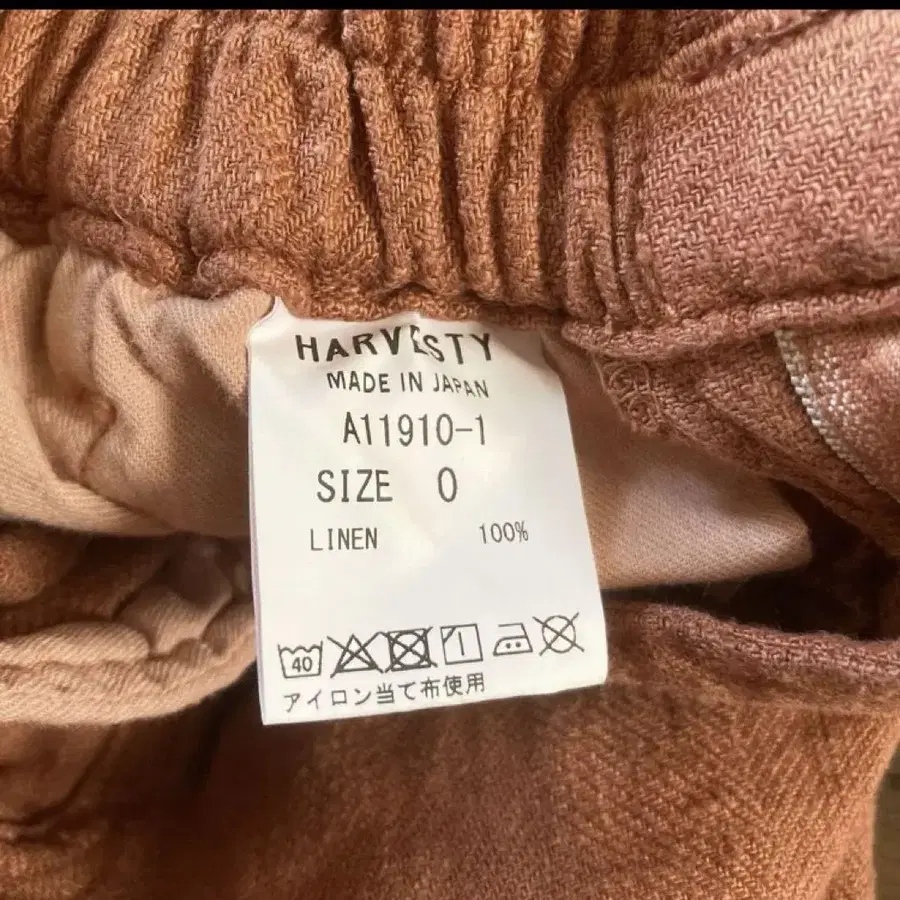 HARVESTY
MADE IN JAPAN
A11910-1
SIZE 0
LINEN 100%
40
アイロン当て布使用